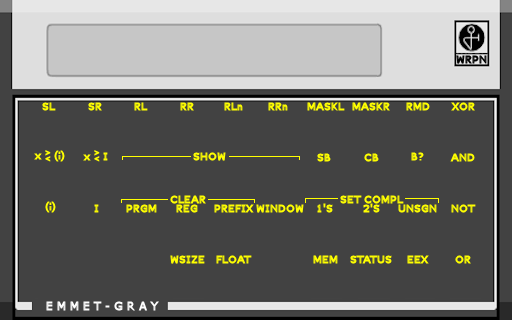 WRPN
SL SR RL RR RLn RRn MASKL MASKR RMD XOR
x≷(i) x≷I SHOW SB CB B? AND
CLEAR SET COMPL
(i) I PRGM REG PREFIX WINDOW 1'S 2'S UNSGN NOT
WSIZE FLOAT MEM STATUS EEX OR
EMMET-GRAY